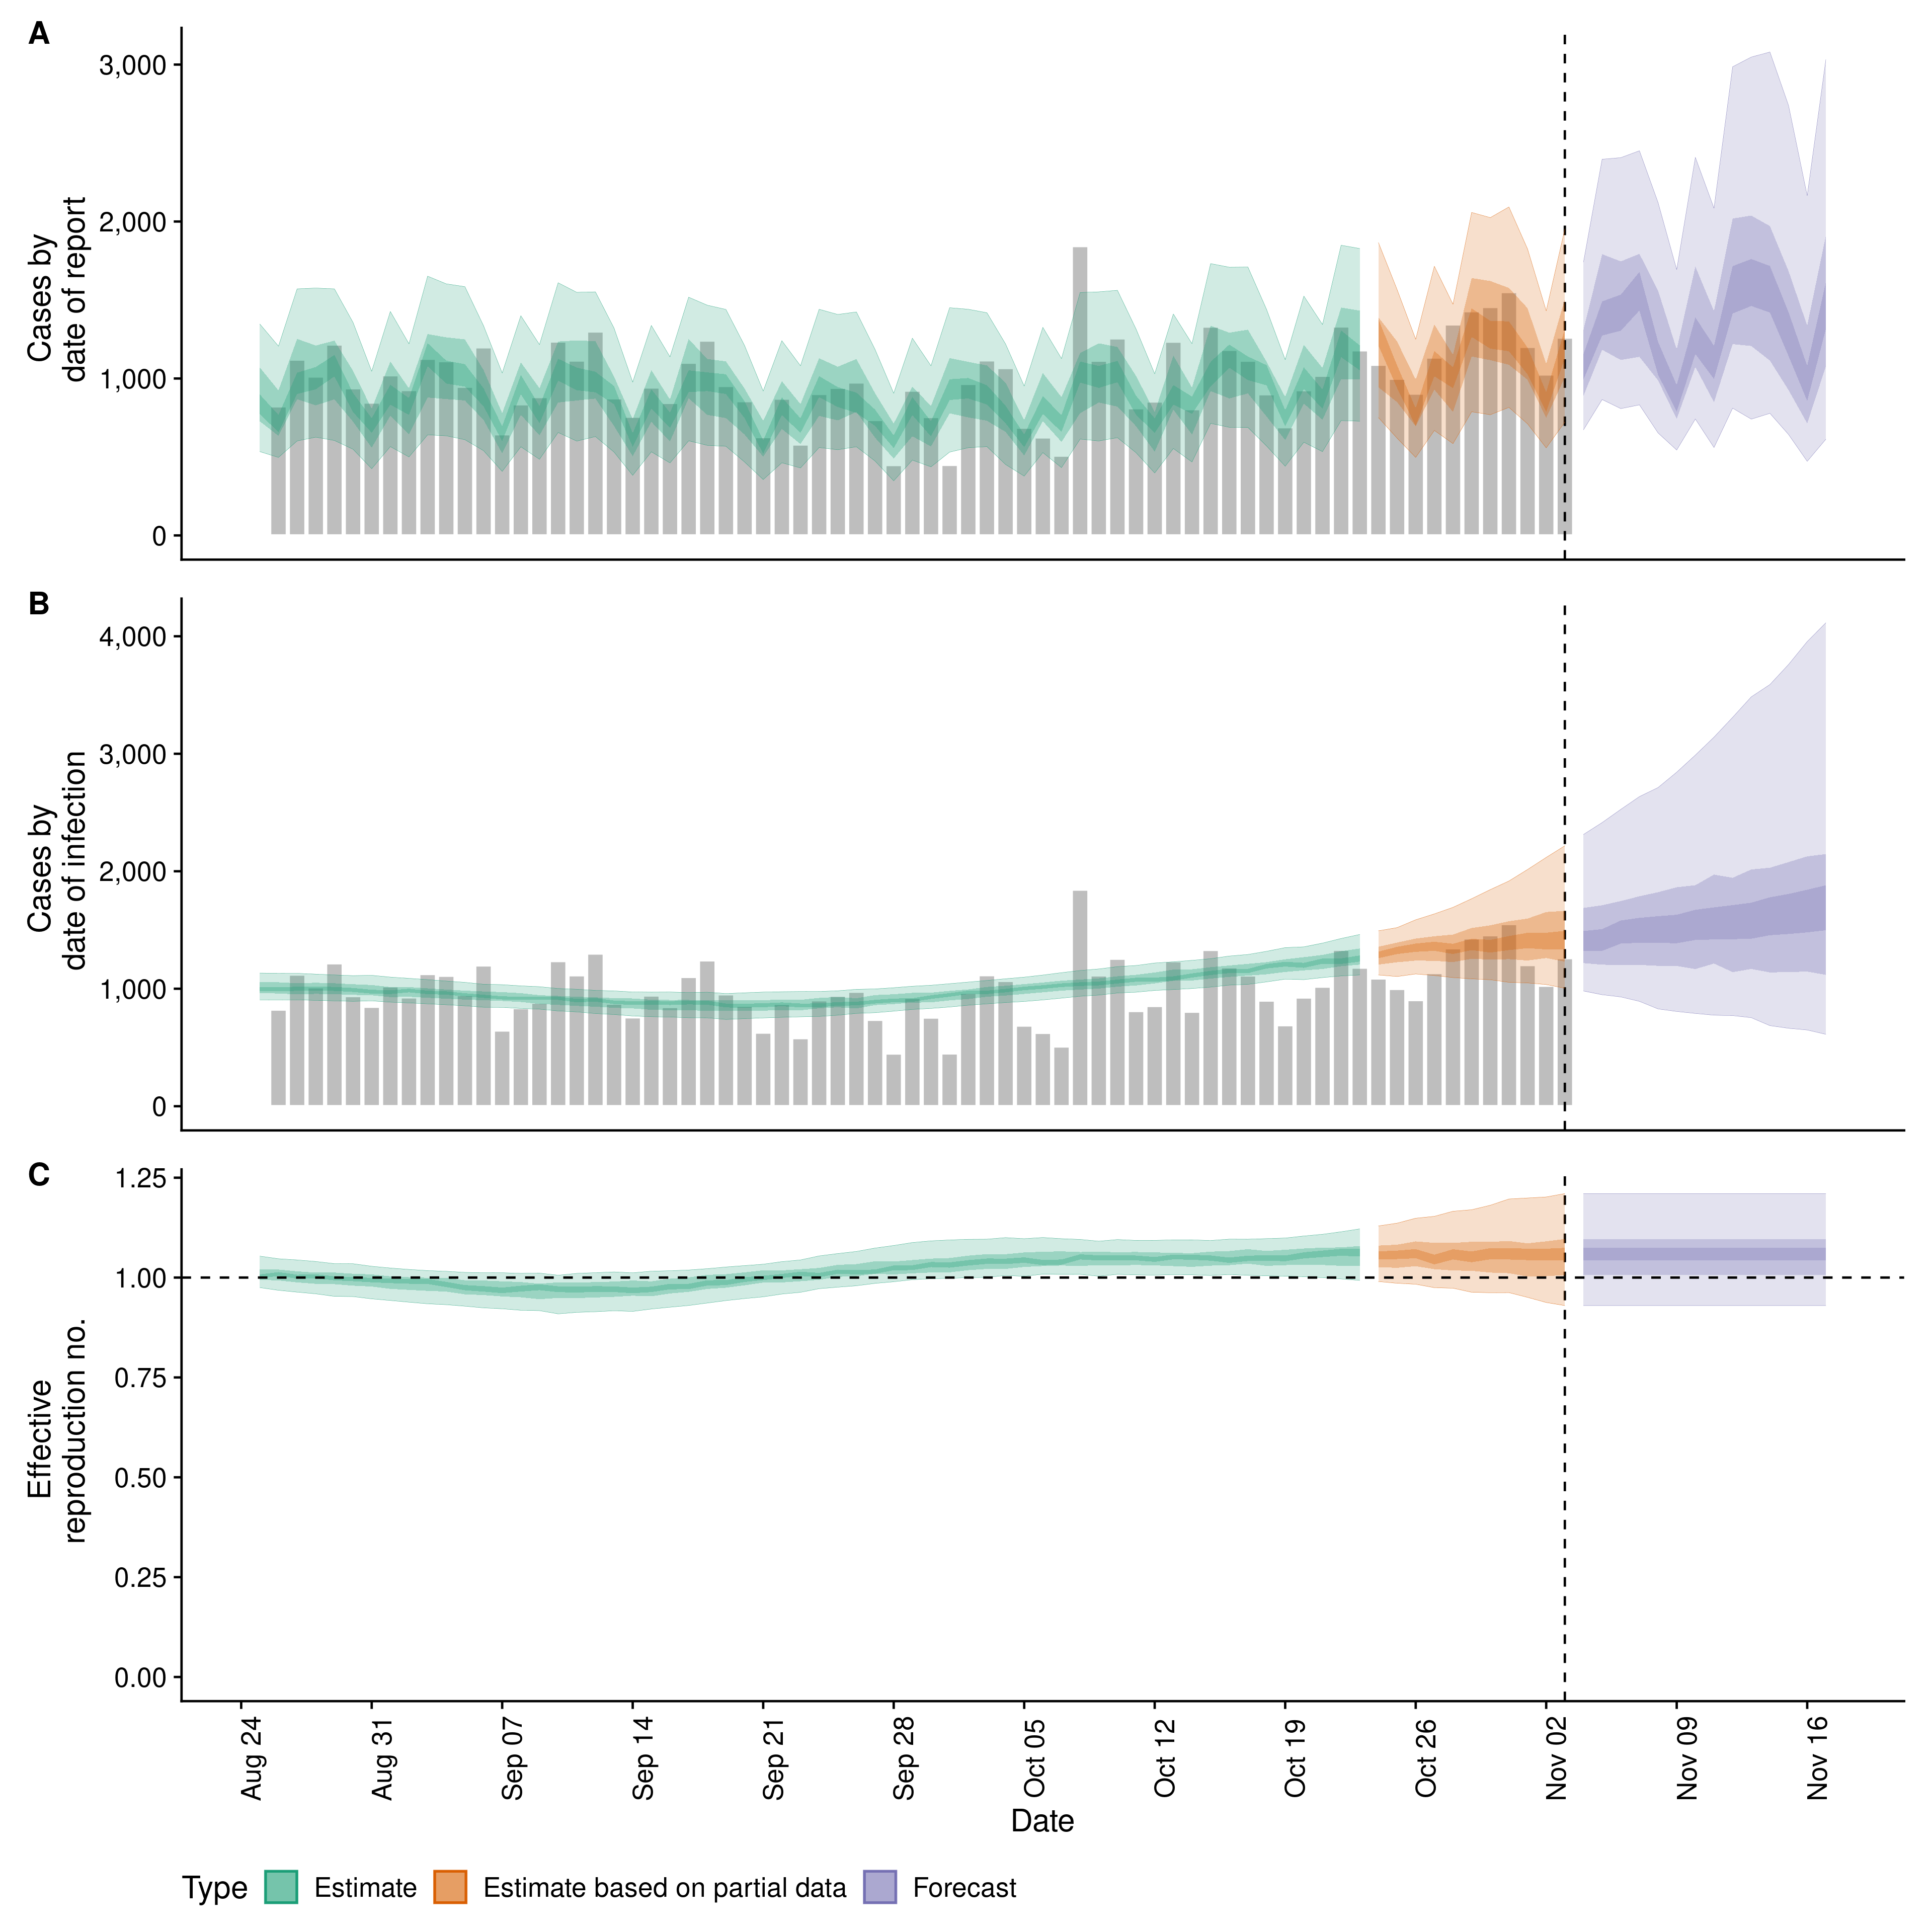 A
3,000
2,000
1,000
0
Cases by
date of report
B
4,000
3,000
2,000
1,000
0
Cases by
date of infection
C
1.25
1.00
0.75
0.50
0.25
0.00
Effective
reproduction no.
Aug 24
Aug 31
Sep 07
Sep 14
Sep 21
Sep 28
Oct 05
Oct 12
Oct 19
Oct 26
Nov 02
Nov 09
Nov 16
Date
Type Estimate Estimate based on partial data Forecast